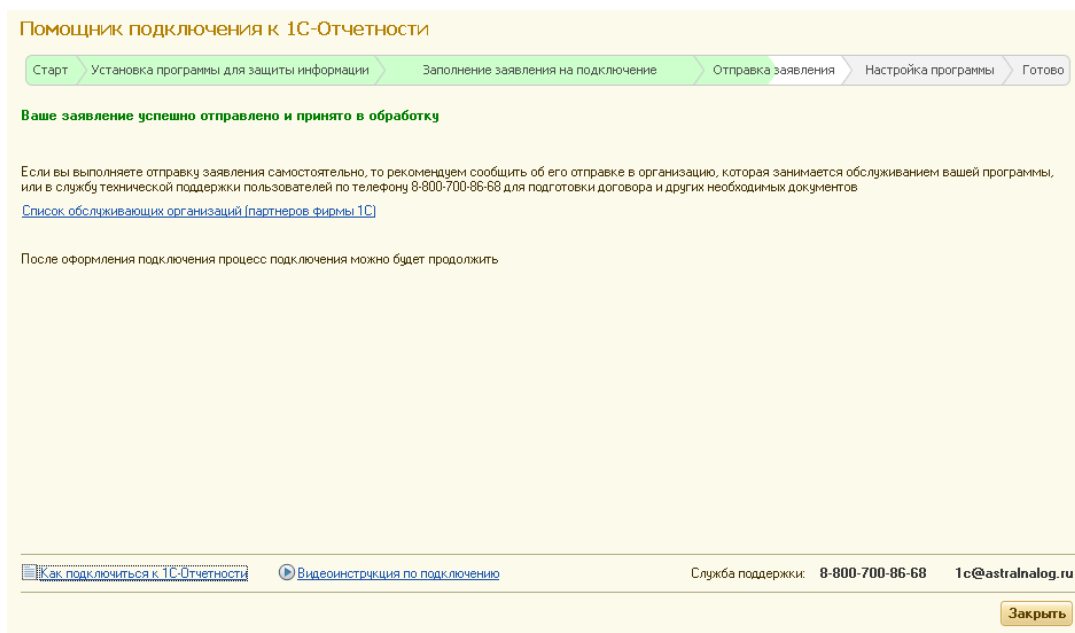 Помощник подключения к 1С-Отчетности
Старт Установка программы для защиты информации Заполнение заявления на подключение Отправка заявления Настройка программы Готово
Ваше заявление успешно отправлено и принято в обработку
Если вы выполняете отправку заявления самостоятельно, то рекомендуем сообщить об его отправке в организацию, которая занимается обслуживанием вашей программы,
или в службу технической поддержки пользователей по телефону 8-800-700-86-68 для подготовки договора и других необходимых документов
Список обслуживающих организаций (партнеров фирмы 1С)
После оформления подключения процесс подключения можно будет продолжить
Как подключиться к 1С-Отчетности Видеоинструкция по подключению Служба поддержки: 8-800-700-86-68 1c@astralnalog.ru
Закрыть